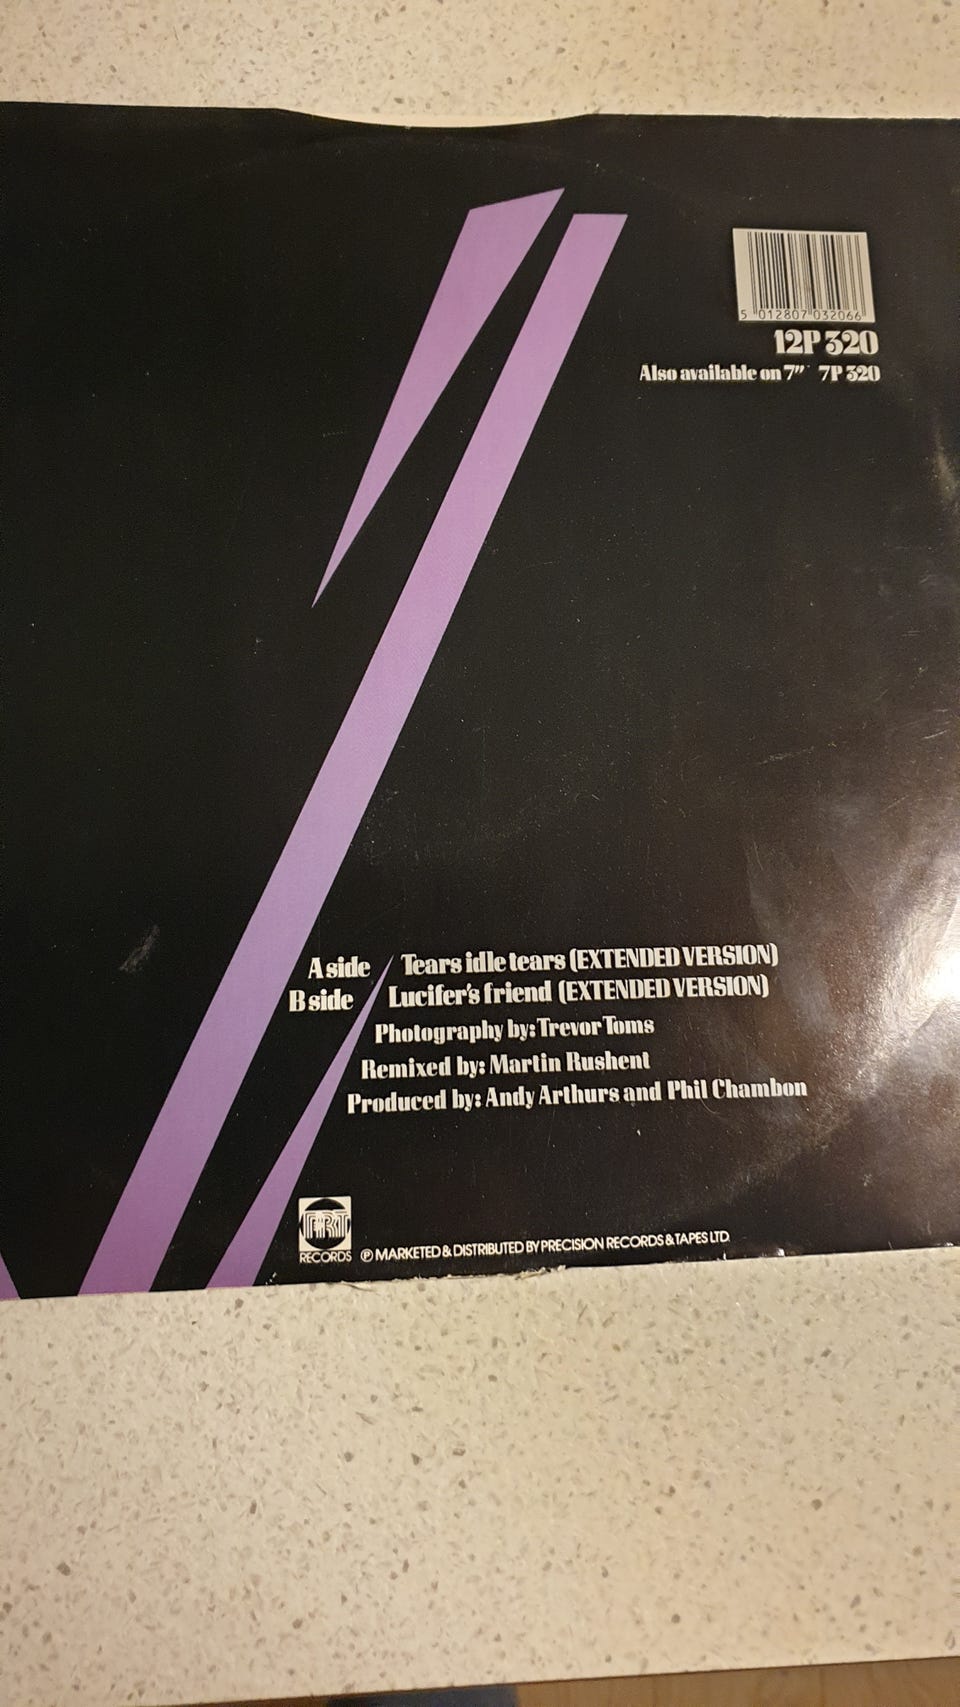 5 012807 032066
12P 320
Also available on 7" 7P 320
A side Tears idle tears (EXTENDED VERSION)
B side Lucifer's friend (EXTENDED VERSION)
Photography by: Trevor Toms
Remixed by: Martin Rushent
Produced by: Andy Arthurs and Phil Chambon
PRT
RECORDS ℗ MARKETED & DISTRIBUTED BY PRECISION RECORDS & TAPES LTD.